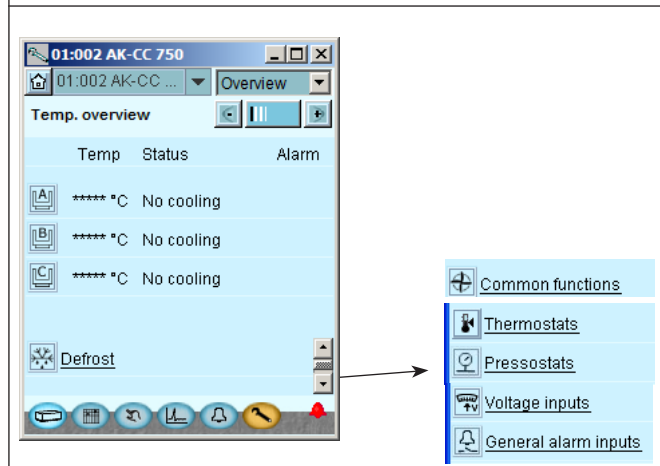 01:002 AK-CC 750
01:002 AK-CC ... Overview
Temp. overview
Temp Status Alarm
A ***** °C No cooling
B ***** °C No cooling
C ***** °C No cooling
Defrost
Common functions
Thermostats
Pressostats
Voltage inputs
General alarm inputs